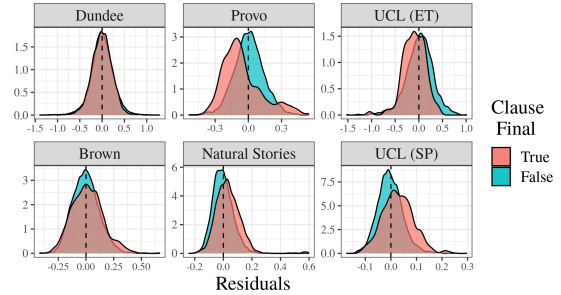 Dundee Provo UCL (ET)
1.5
1.0
0.5
0.0
-1.5 -1.0 -0.5 0.0 0.5 1.0
3
2
1
0
-0.3 0.0 0.3
1.5
1.0
0.5
0.0
-1.5 -1.0 -0.5 0.0 0.5 1.0
Brown Natural Stories UCL (SP)
3
2
1
0
-0.25 0.00 0.25 0.50
6
4
2
0
-0.2 0.0 0.2 0.4 0.6
7.5
5.0
2.5
0.0
-0.1 0.0 0.1 0.2 0.3
Residuals
Clause
Final
True
False